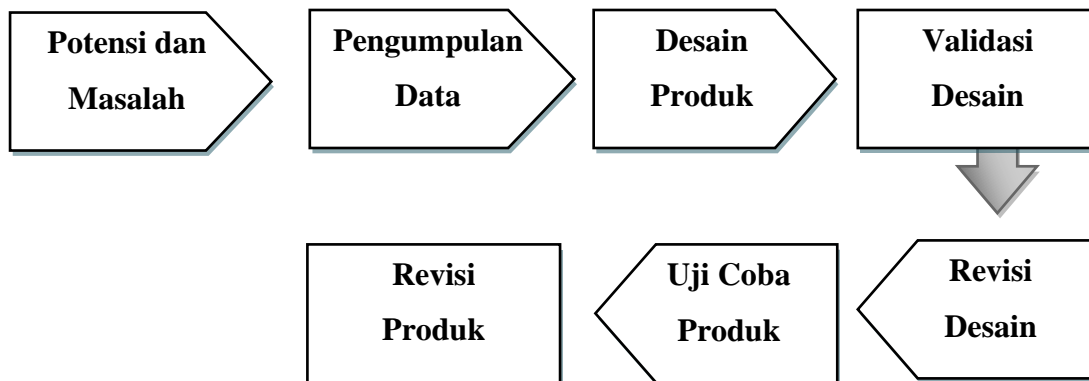 Potensi dan
Masalah
Pengumpulan
Data
Desain
Produk
Validasi
Desain
Revisi
Desain
Uji Coba
Produk
Revisi
Produk